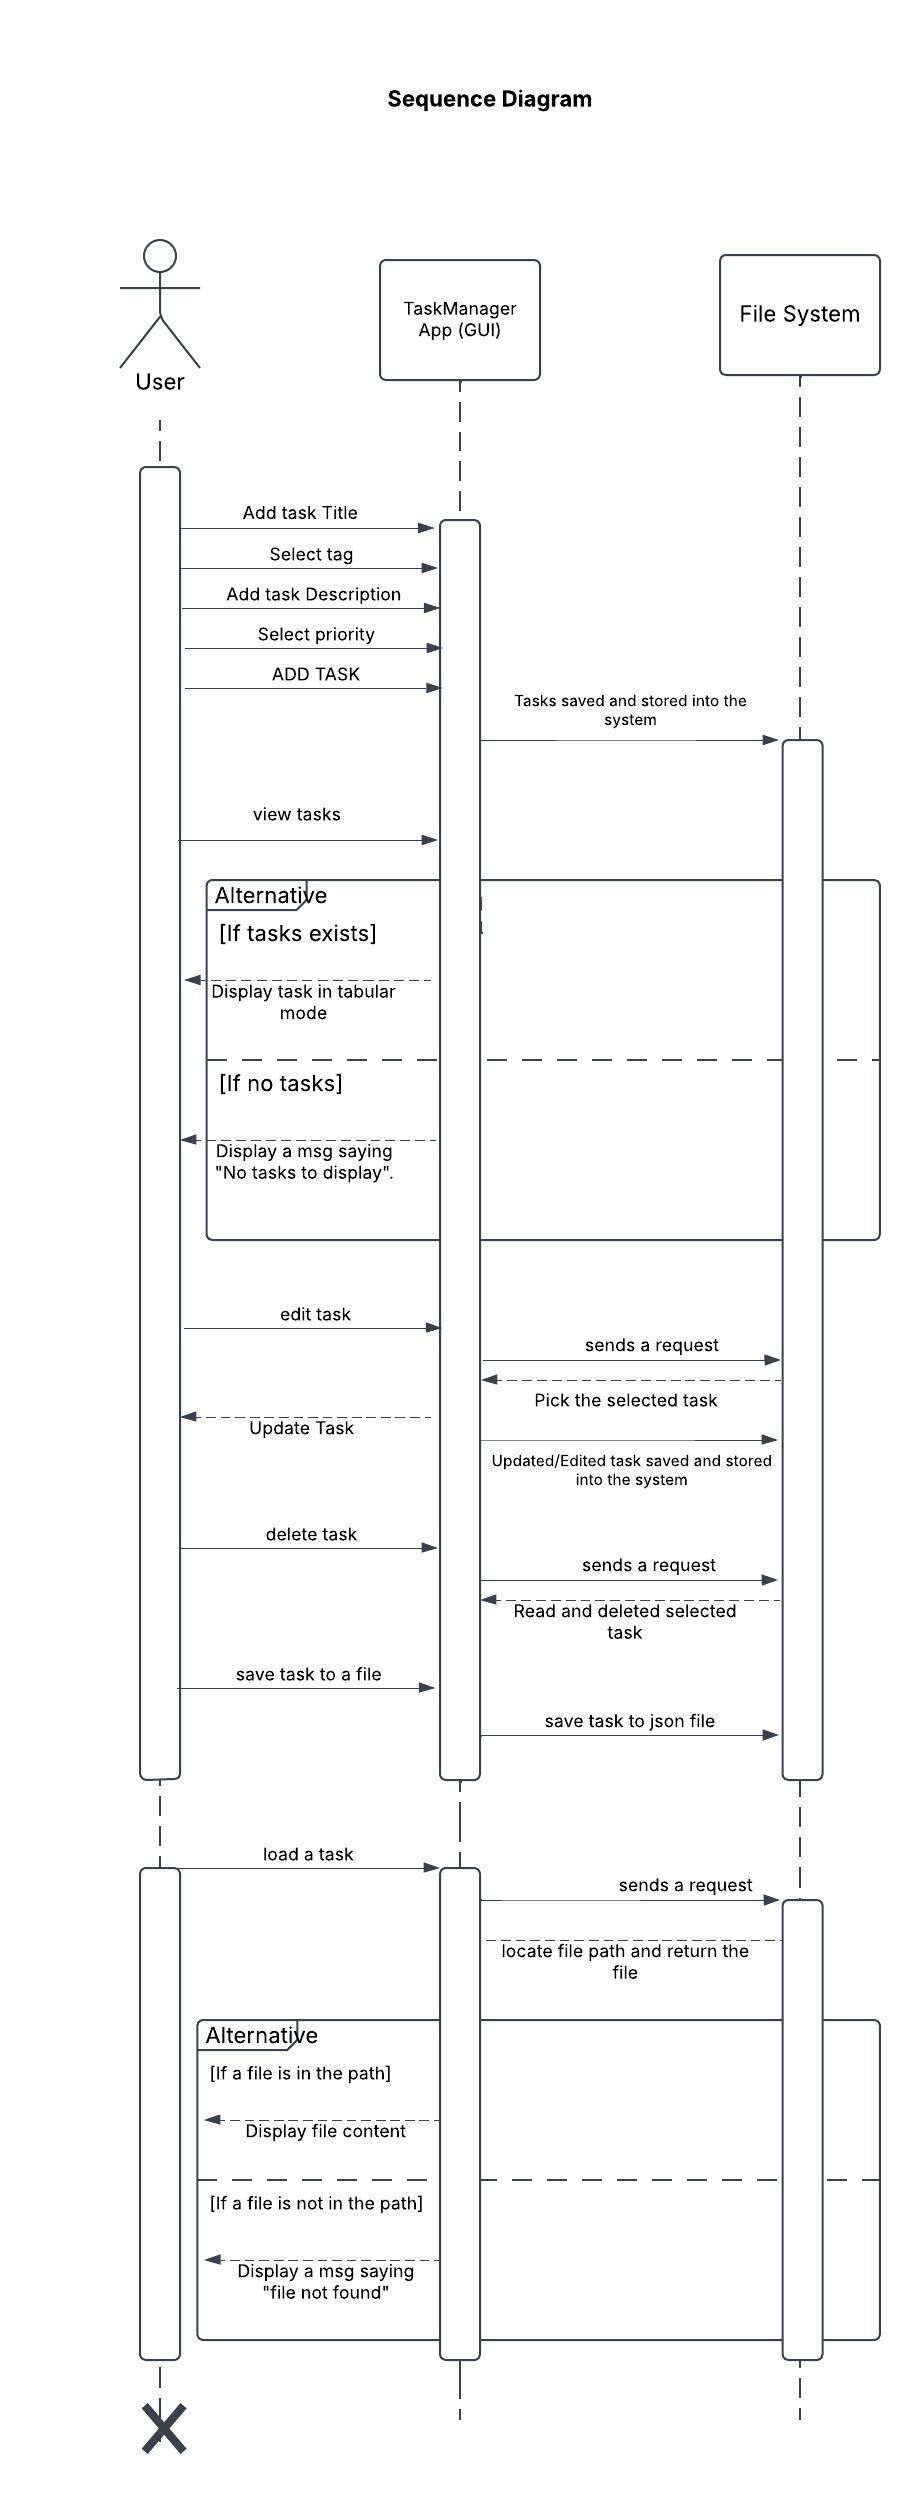 Sequence Diagram
User
TaskManager
App (GUI)
File System
Add task Title
Select tag
Add task Description
Select priority
ADD TASK
Tasks saved and stored into the
system
view tasks
Alternative
[If tasks exists]
Display task in tabular
mode
[If no tasks]
Display a msg saying
"No tasks to display".
edit task
sends a request
Pick the selected task
Update Task
Updated/Edited task saved and stored
into the system
delete task
sends a request
Read and deleted selected
task
save task to a file
save task to json file
load a task
sends a request
locate file path and return the
file
Alternative
[If a file is in the path]
Display file content
[If a file is not in the path]
Display a msg saying
"file not found"